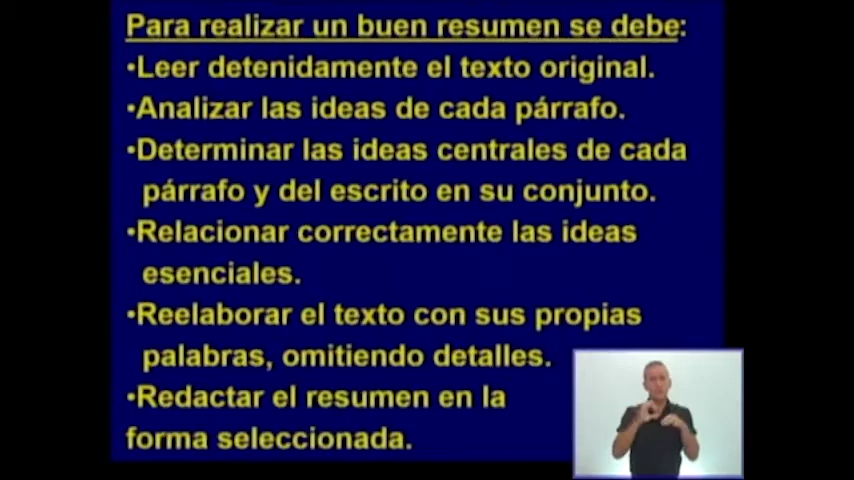 Para realizar un buen resumen se debe:
•Leer detenidamente el texto original.
•Analizar las ideas de cada párrafo.
•Determinar las ideas centrales de cada
párrafo y del escrito en su conjunto.
•Relacionar correctamente las ideas
esenciales.
•Reelaborar el texto con sus propias
palabras, omitiendo detalles.
•Redactar el resumen en la
forma seleccionada.